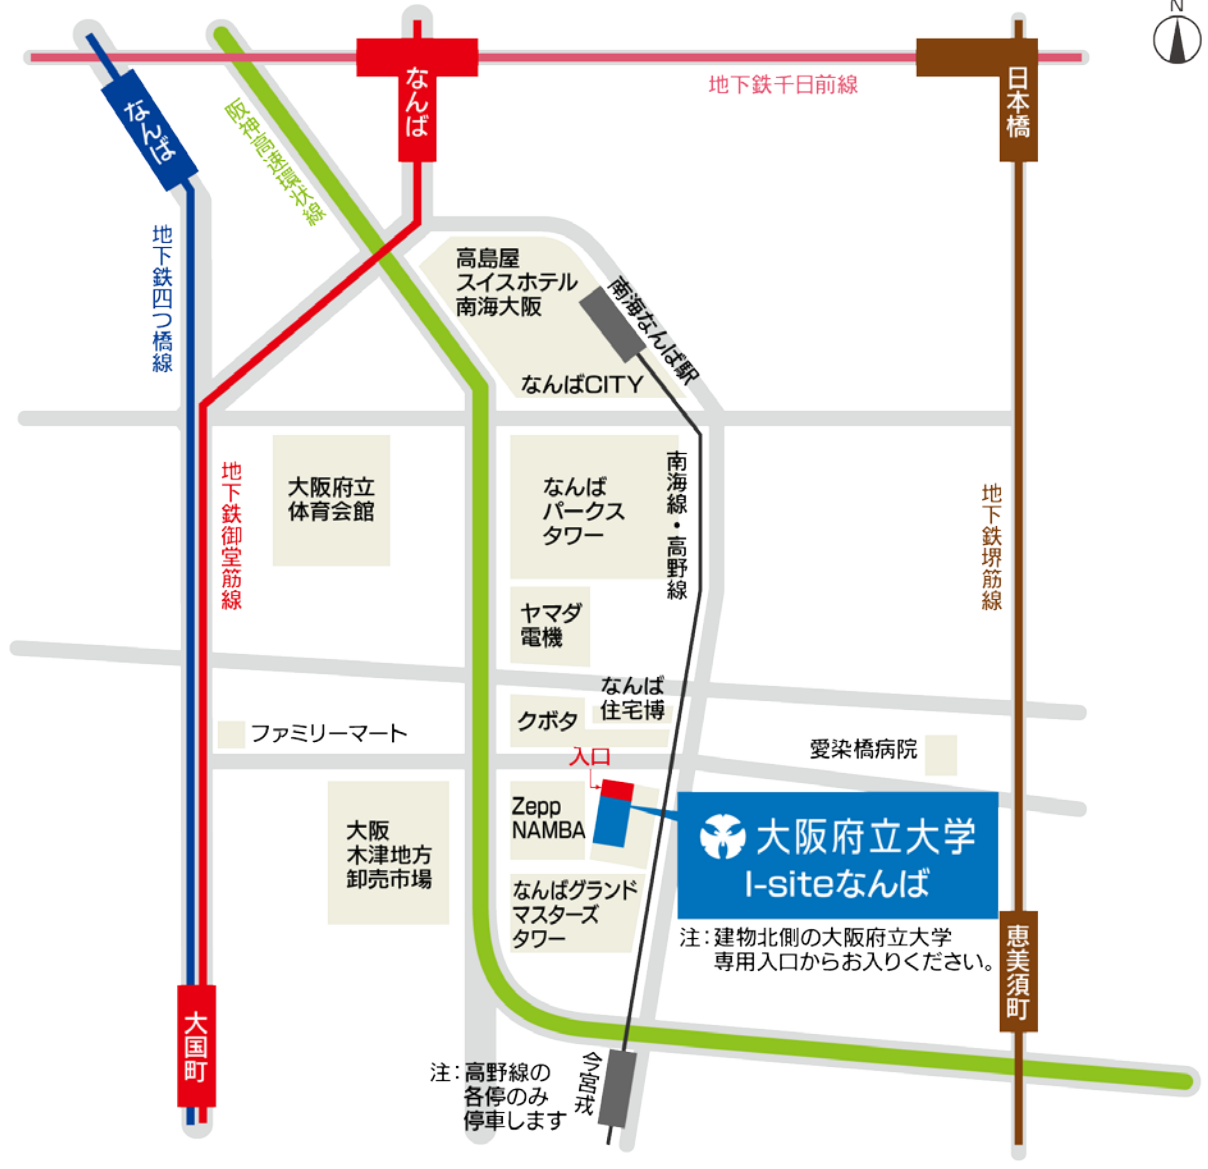 N
なんば
なんば
日本橋
地下鉄千日前線
阪神高速環状線
地下鉄四つ橋線
高島屋
スイスホテル
南海大阪
南海なんば駅
なんばCITY
地下鉄御堂筋線
大阪府立
体育会館
なんば
パークス
タワー
南海線・高野線
地下鉄堺筋線
ヤマダ
電機
なんば
住宅博
クボタ
ファミリーマート
入口
愛染橋病院
Zepp
NAMBA
大阪
木津地方
卸売市場
大阪府立大学
I-siteなんば
なんばグランド
マスターズ
タワー
注：建物北側の大阪府立大学
専用入口からお入りください。
恵美須町
大国町
注：高野線の
各停のみ
停車します
今宮戎